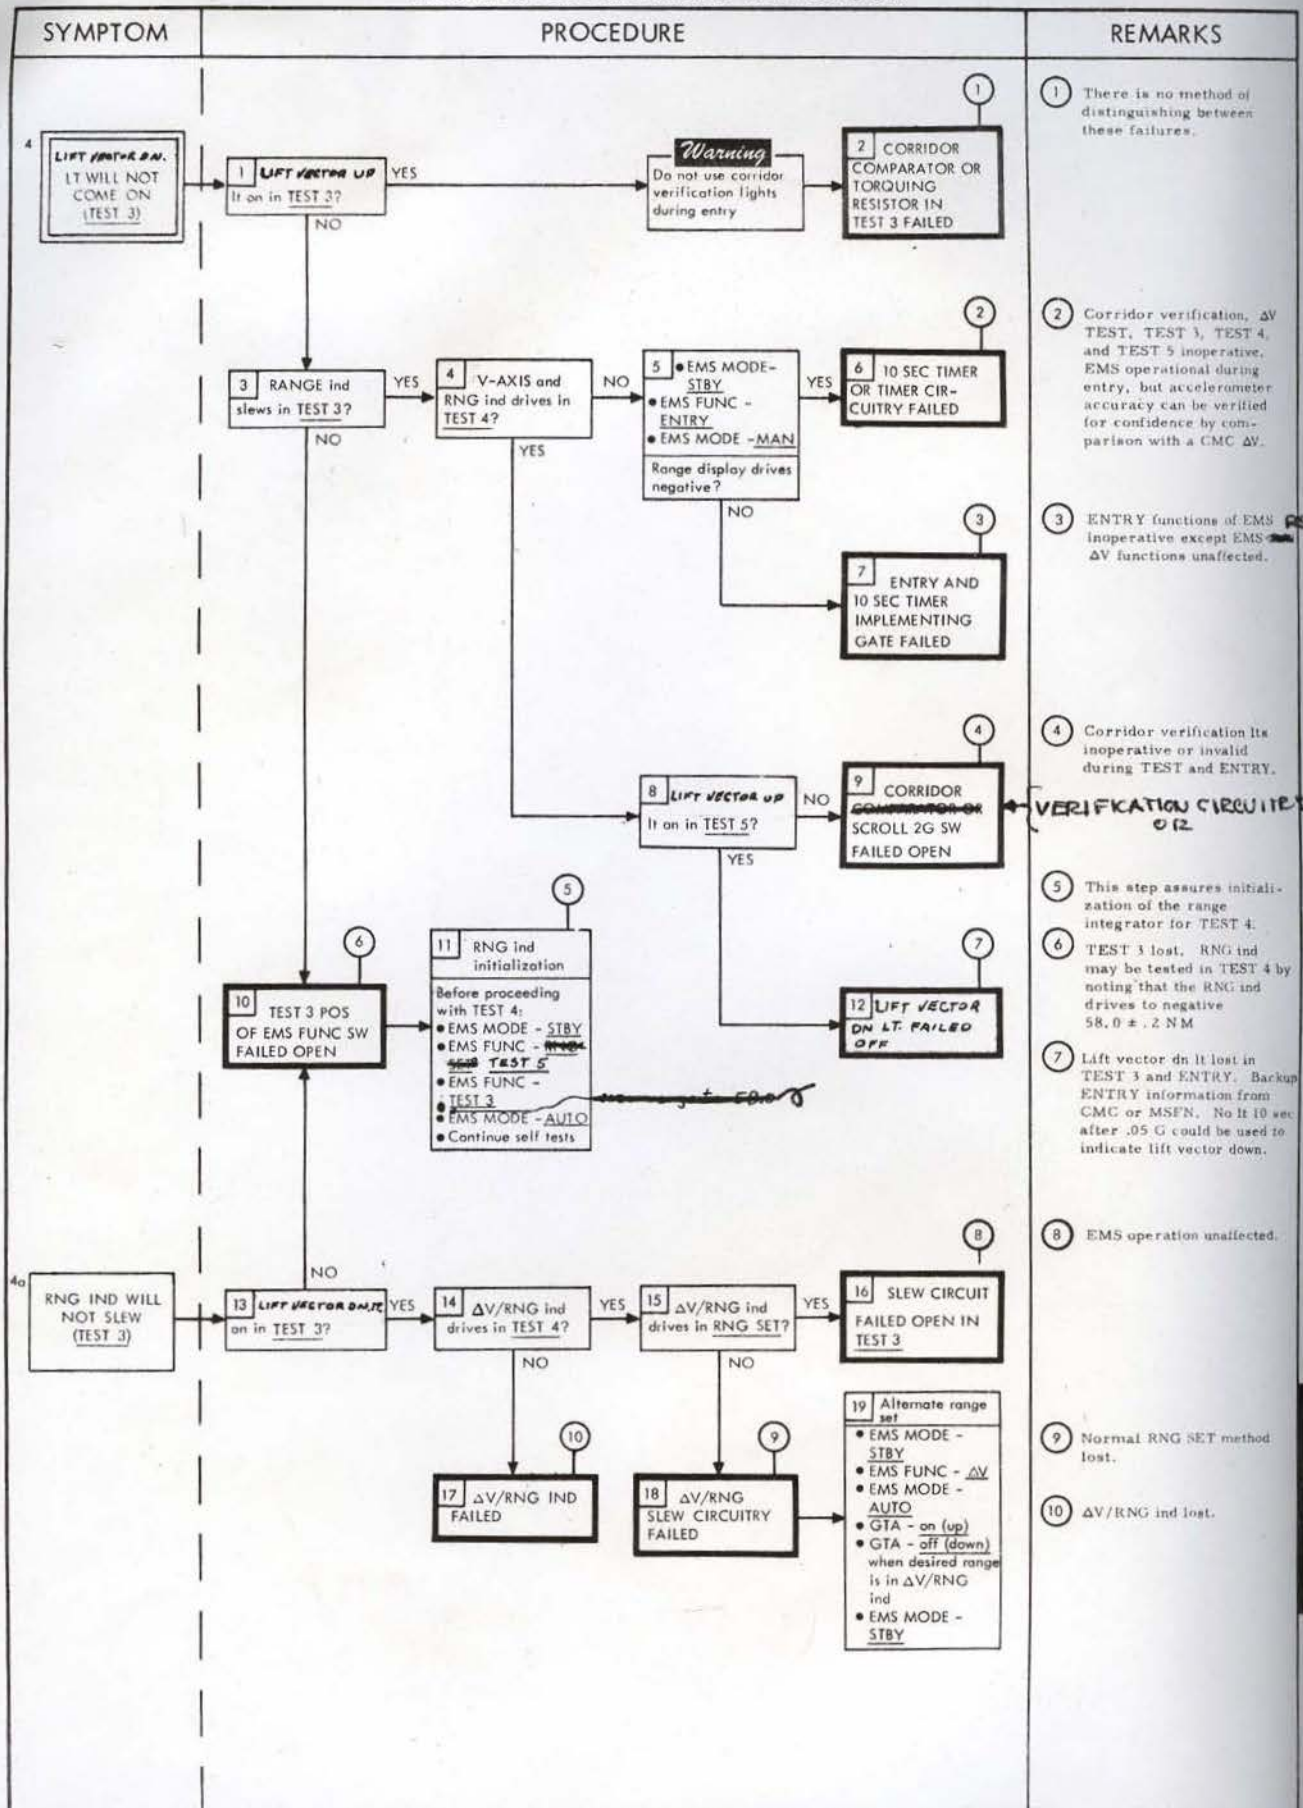 SYMPTOM
PROCEDURE
REMARKS
4
LIFT VECTOR DN.
LT WILL NOT
COME ON
(TEST 3)
1 LIFT VECTOR UP
lt on in TEST 3?
YES
NO
Warning
Do not use corridor
verification lights
during entry
1
2 CORRIDOR
COMPARATOR OR
TORQUING
RESISTOR IN
TEST 3 FAILED
1 There is no method of
distinguishing between
these failures.
3 RANGE ind
slews in TEST 3?
YES
NO
4 V-AXIS and
RNG ind drives in
TEST 4?
NO
YES
5 • EMS MODE-
STBY
• EMS FUNC -
ENTRY
• EMS MODE -MAN
Range display drives
negative?
YES
NO
2
6 10 SEC TIMER
OR TIMER CIR-
CUITRY FAILED
2 Corridor verification, ΔV
TEST, TEST 3, TEST 4,
and TEST 5 inoperative.
EMS operational during
entry, but accelerometer
accuracy can be verified
for confidence by com-
parison with a CMC ΔV.
3
7 ENTRY AND
10 SEC TIMER
IMPLEMENTING
GATE FAILED
3 ENTRY functions of EMS
inoperative except EMS
ΔV functions unaffected.
8 LIFT VECTOR UP
lt on in TEST 5?
NO
YES
4
9 CORRIDOR
COMPARATOR OR
SCROLL 2G SW
FAILED OPEN
4 Corridor verification lts
inoperative or invalid
during TEST and ENTRY.
VERIFICATION CIRCUITRY
OR
6
10 TEST 3 POS
OF EMS FUNC SW
FAILED OPEN
5
11 RNG ind
initialization
Before proceeding
with TEST 4:
• EMS MODE - STBY
• EMS FUNC - RNG
SET TEST 5
• EMS FUNC -
TEST 3
• EMS MODE -AUTO
• Continue self tests
58.0
7
12 LIFT VECTOR
DN LT. FAILED
OFF
5 This step assures initiali-
zation of the range
integrator for TEST 4.
6 TEST 3 lost. RNG ind
may be tested in TEST 4 by
noting that the RNG ind
drives to negative
58.0 ± .2 NM
7 Lift vector dn lt lost in
TEST 3 and ENTRY. Backup
ENTRY information from
CMC or MSFN. No lt 10 sec
after .05 G could be used to
indicate lift vector down.
4a
RNG IND WILL
NOT SLEW
(TEST 3)
NO
13 LIFT VECTOR DN LT
on in TEST 3?
YES
14 ΔV/RNG ind
drives in TEST 4?
YES
NO
15 ΔV/RNG ind
drives in RNG SET?
YES
NO
8
16 SLEW CIRCUIT
FAILED OPEN IN
TEST 3
8 EMS operation unaffected.
10
17 ΔV/RNG IND
FAILED
9
18 ΔV/RNG
SLEW CIRCUITRY
FAILED
19 Alternate range
set
• EMS MODE -
STBY
• EMS FUNC - ΔV
• EMS MODE -
AUTO
• GTA - on (up)
• GTA - off (down)
when desired range
is in ΔV/RNG
ind
• EMS MODE -
STBY
9 Normal RNG SET method
lost.
10 ΔV/RNG ind lost.